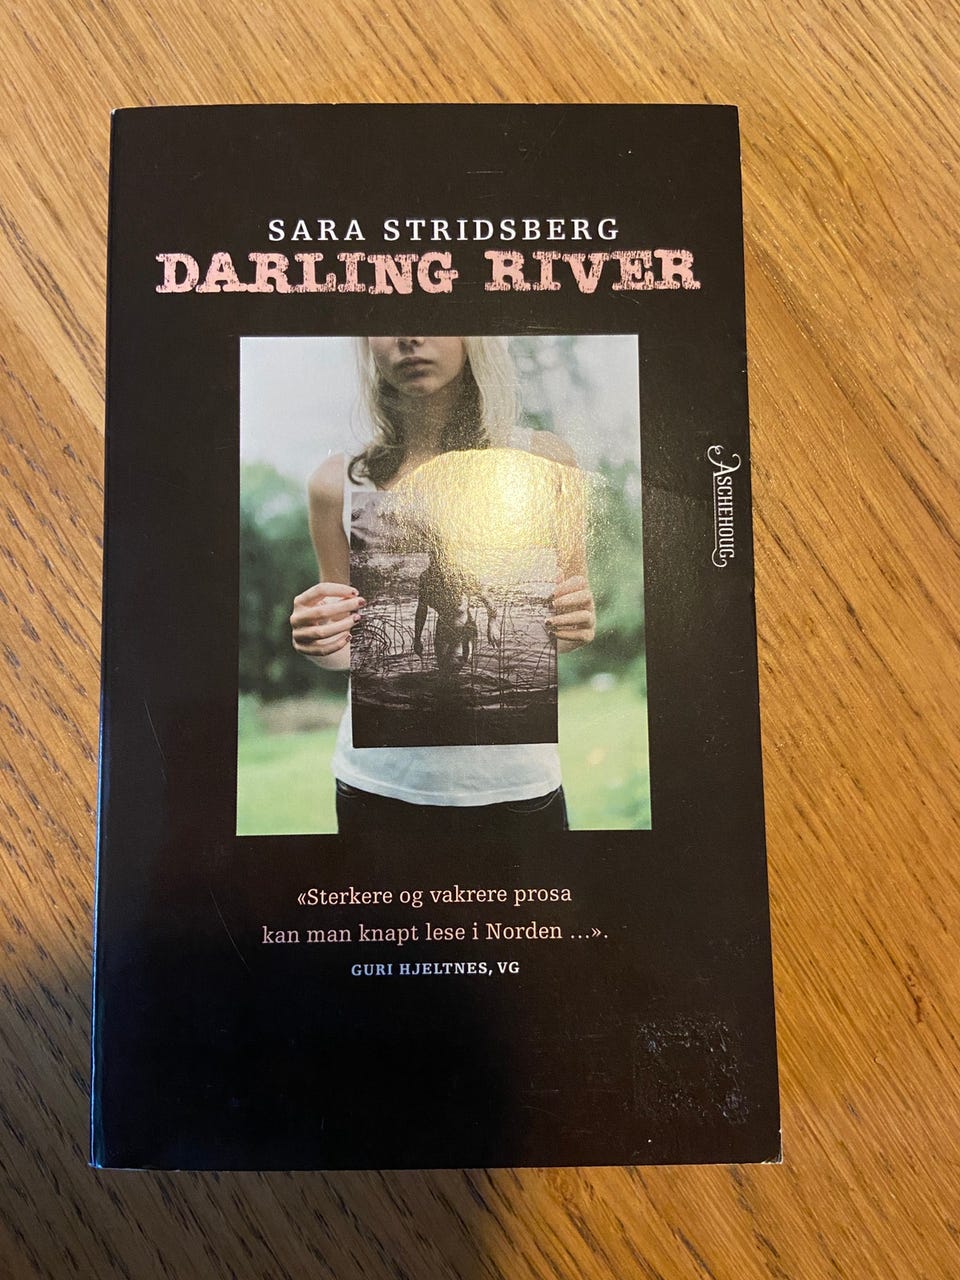 SARA STRIDSBERG
DARLING RIVER
ASCHEHOUG
«Sterkere og vakrere prosa
kan man knapt lese i Norden ...».
GURI HJELTNES, VG